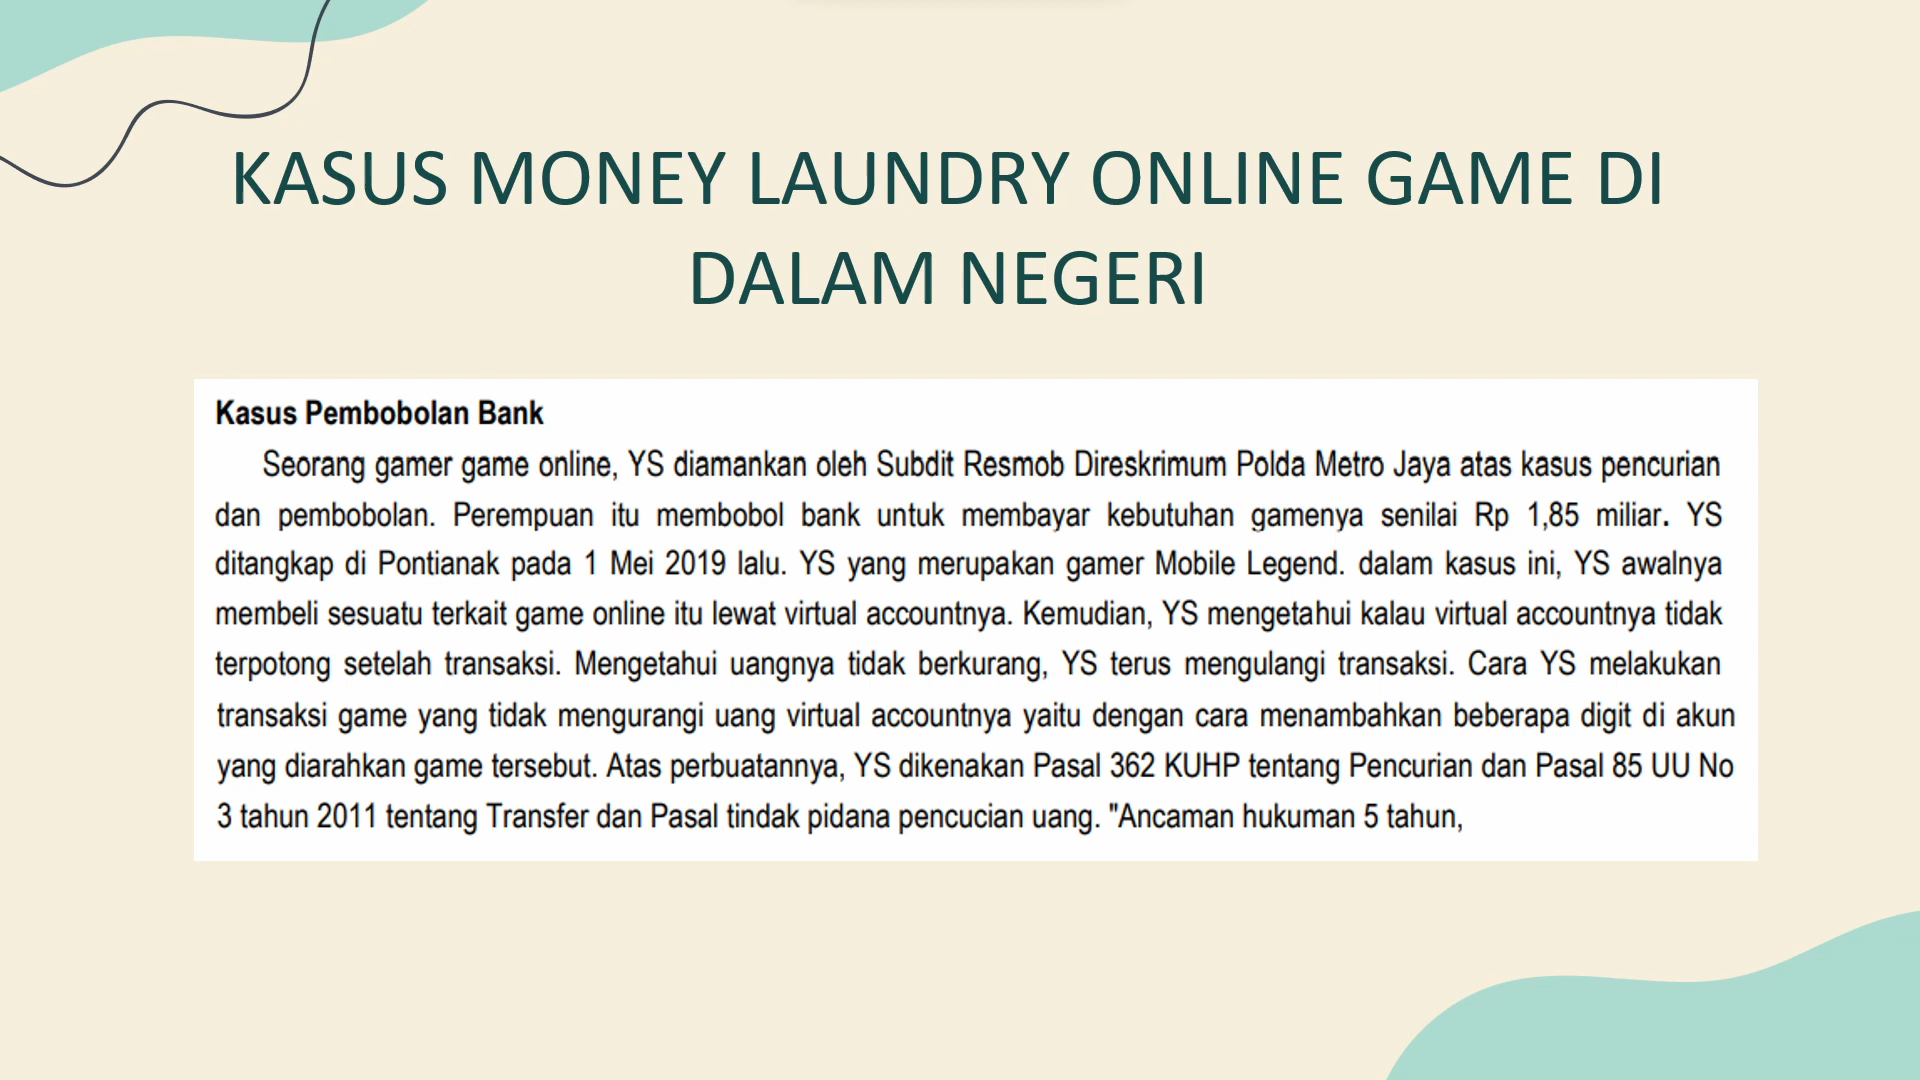 KASUS MONEY LAUNDRY ONLINE GAME DI
DALAM NEGERI
Kasus Pembobolan Bank
Seorang gamer game online, YS diamankan oleh Subdit Resmob Direskrimum Polda Metro Jaya atas kasus pencurian
dan pembobolan. Perempuan itu membobol bank untuk membayar kebutuhan gamenya senilai Rp 1,85 miliar. YS
ditangkap di Pontianak pada 1 Mei 2019 lalu. YS yang merupakan gamer Mobile Legend. dalam kasus ini, YS awalnya
membeli sesuatu terkait game online itu lewat virtual accountnya. Kemudian, YS mengetahui kalau virtual accountnya tidak
terpotong setelah transaksi. Mengetahui uangnya tidak berkurang, YS terus mengulangi transaksi. Cara YS melakukan
transaksi game yang tidak mengurangi uang virtual accountnya yaitu dengan cara menambahkan beberapa digit di akun
yang diarahkan game tersebut. Atas perbuatannya, YS dikenakan Pasal 362 KUHP tentang Pencurian dan Pasal 85 UU No
3 tahun 2011 tentang Transfer dan Pasal tindak pidana pencucian uang. "Ancaman hukuman 5 tahun,